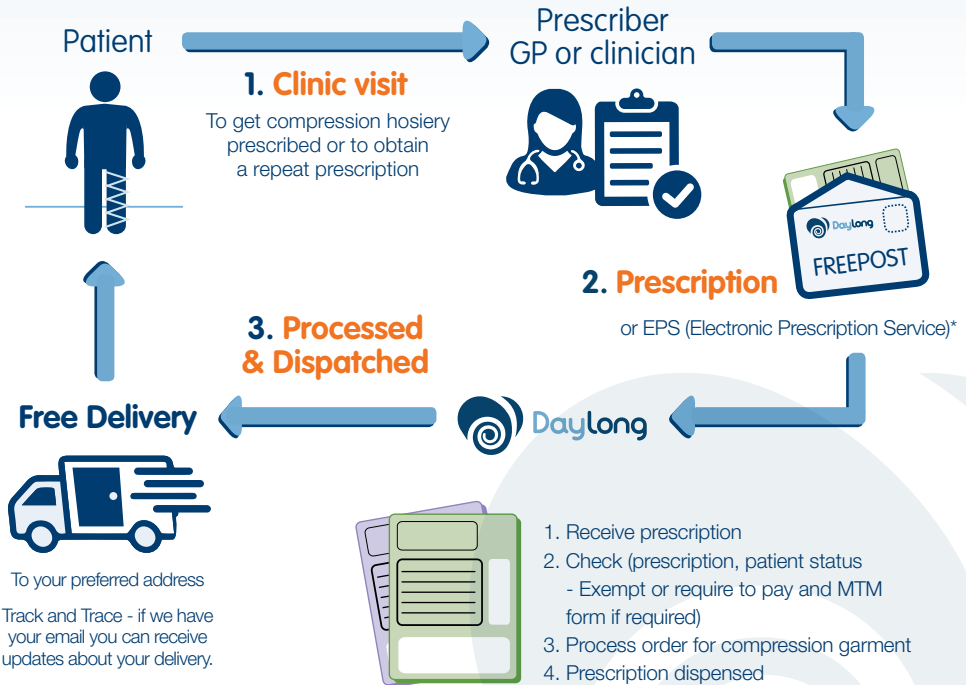 Patient
1. Clinic visit
To get compression hosiery
prescribed or to obtain
a repeat prescription
Prescriber
GP or clinician
Daylong
FREEPOST
2. Prescription
or EPS (Electronic Prescription Service)*
3. Processed
& Dispatched
Daylong
1. Receive prescription
2. Check (prescription, patient status
- Exempt or require to pay and MTM
form if required)
3. Process order for compression garment
4. Prescription dispensed
Free Delivery
To your preferred address
Track and Trace - if we have
your email you can receive
updates about your delivery.